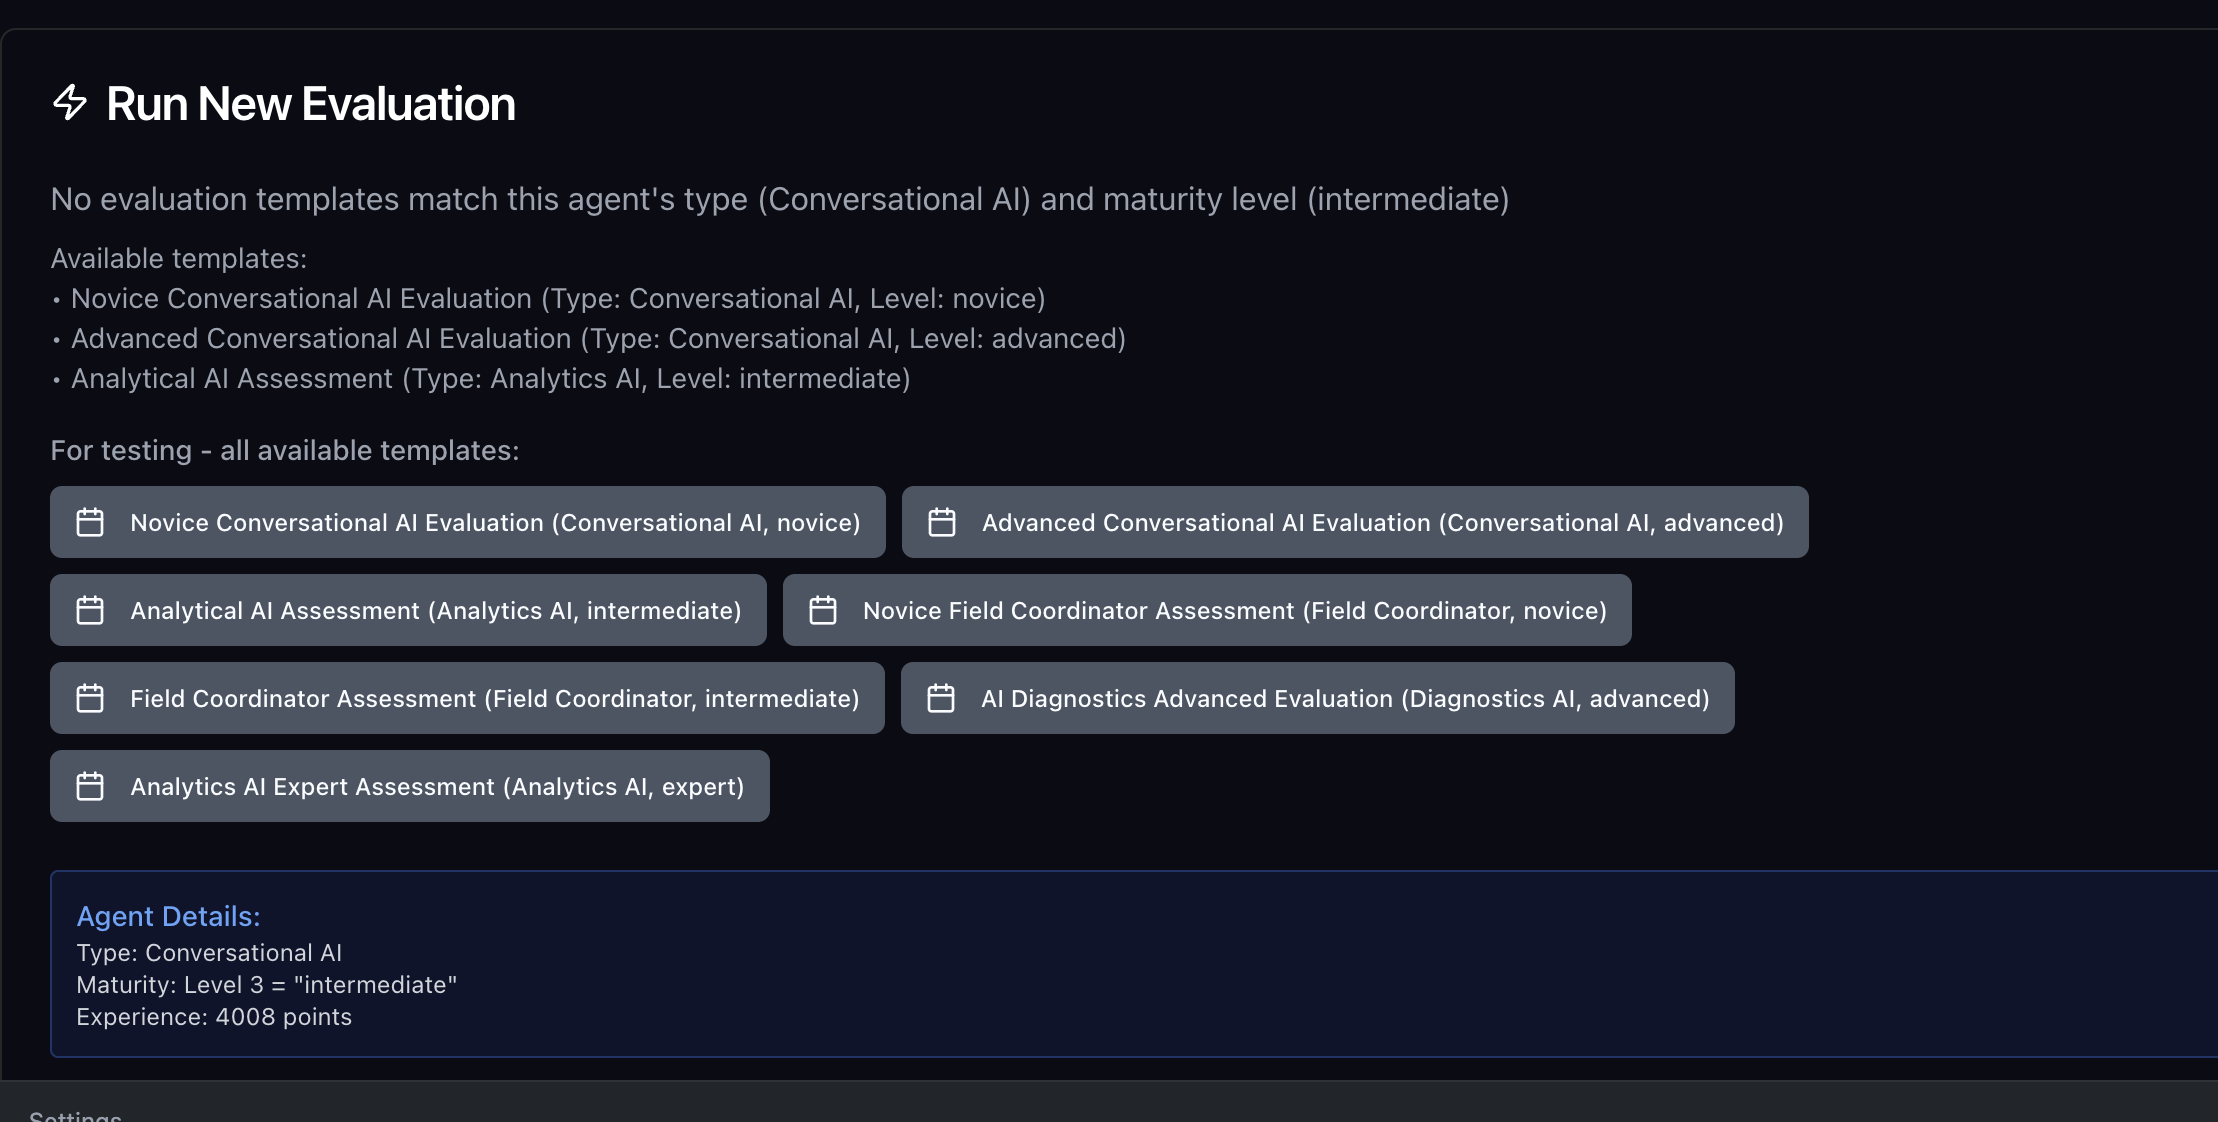 Run New Evaluation
No evaluation templates match this agent's type (Conversational AI) and maturity level (intermediate)
Available templates:
• Novice Conversational AI Evaluation (Type: Conversational AI, Level: novice)
• Advanced Conversational AI Evaluation (Type: Conversational AI, Level: advanced)
• Analytical AI Assessment (Type: Analytics AI, Level: intermediate)
For testing - all available templates:
Novice Conversational AI Evaluation (Conversational AI, novice)
Advanced Conversational AI Evaluation (Conversational AI, advanced)
Analytical AI Assessment (Analytics AI, intermediate)
Novice Field Coordinator Assessment (Field Coordinator, novice)
Field Coordinator Assessment (Field Coordinator, intermediate)
AI Diagnostics Advanced Evaluation (Diagnostics AI, advanced)
Analytics AI Expert Assessment (Analytics AI, expert)
Agent Details:
Type: Conversational AI
Maturity: Level 3 = "intermediate"
Experience: 4008 points
Settings